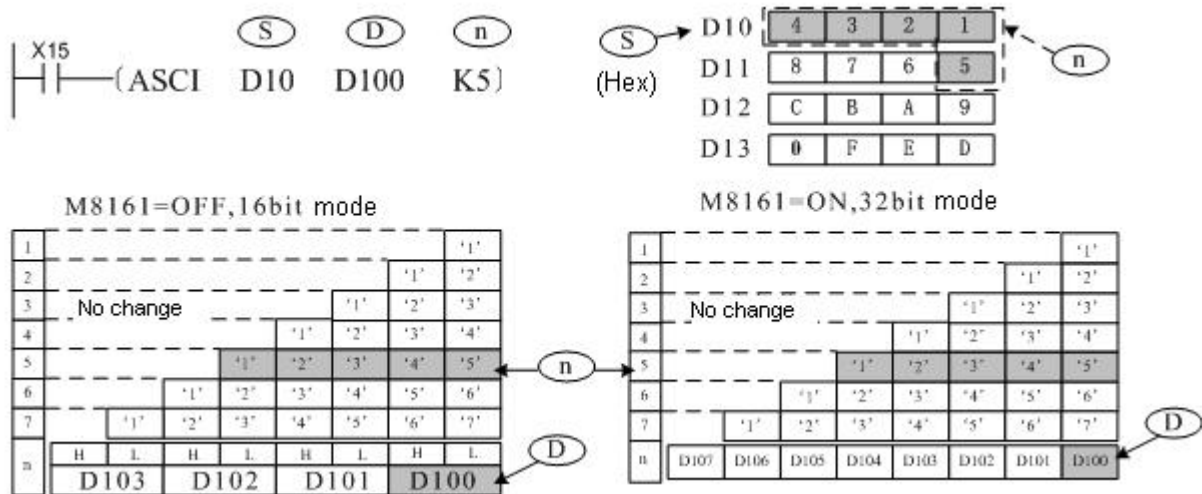 X15
S D n
(ASCI D10 D100 K5)
S
(Hex)
D10 4 3 2 1
D11 8 7 6 5
D12 C B A 9
D13 0 F E D
n
M8161=OFF,16bit mode
1 '1'
2 '1' '2'
3 No change '1' '2' '3'
4 '1' '2' '3' '4'
5 '1' '2' '3' '4' '5'
6 '1' '2' '3' '4' '5' '6'
7 '1' '2' '3' '4' '5' '6' '7'
n H L H L H L H L
D103 D102 D101 D100
n
D
M8161=ON,32bit mode
1 '1'
2 '1' '2'
3 No change '1' '2' '3'
4 '1' '2' '3' '4'
5 '1' '2' '3' '4' '5'
6 '1' '2' '3' '4' '5' '6'
7 '1' '2' '3' '4' '5' '6' '7'
n D107 D106 D105 D104 D103 D102 D101 D100
D